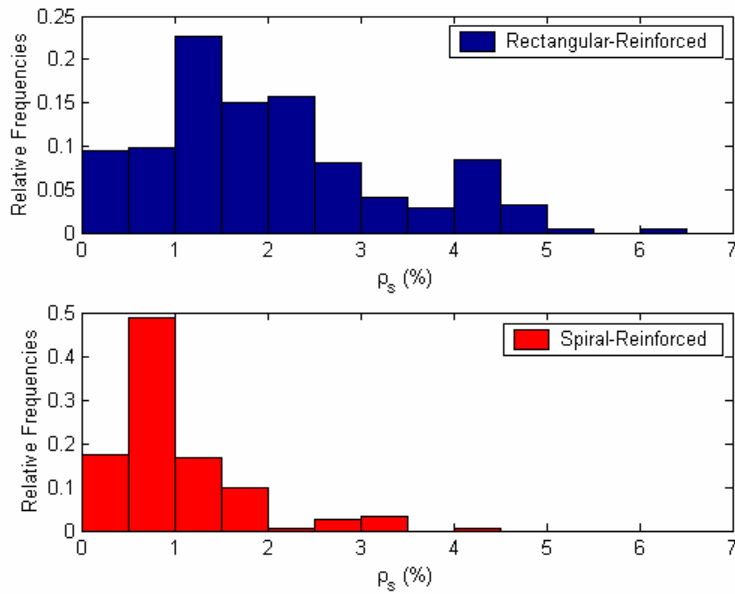 0.25
0.2
0.15
0.1
0.05
0
Relative Frequencies
Rectangular-Reinforced
0 1 2 3 4 5 6 7
ρs (%)
0.5
0.4
0.3
0.2
0.1
0
Relative Frequencies
Spiral-Reinforced
0 1 2 3 4 5 6 7
ρs (%)